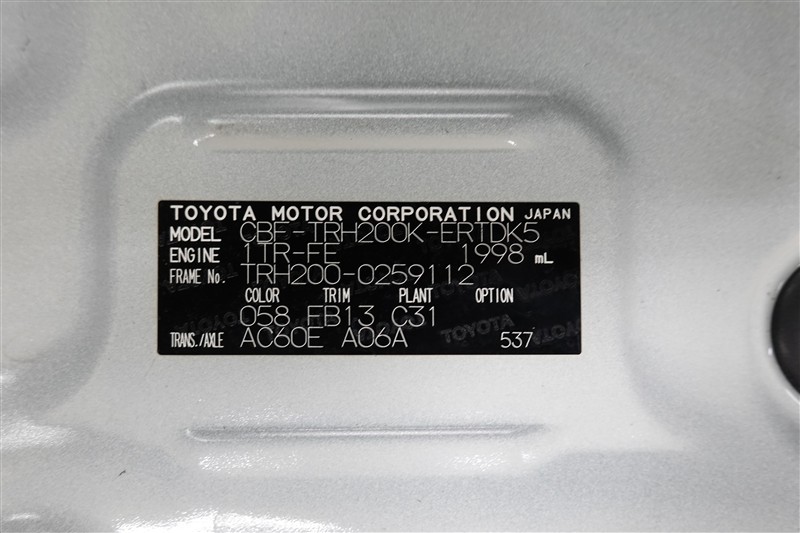 TOYOTA MOTOR CORPORATION JAPAN
MODEL CBF-TRH200K-ERTDK5
ENGINE 1TR-FE 1998 mL
FRAME No. TRH200-0259112
COLOR TRIM PLANT OPTION
058 FB13 C31
TRANS./AXLE AC60E A06A 537